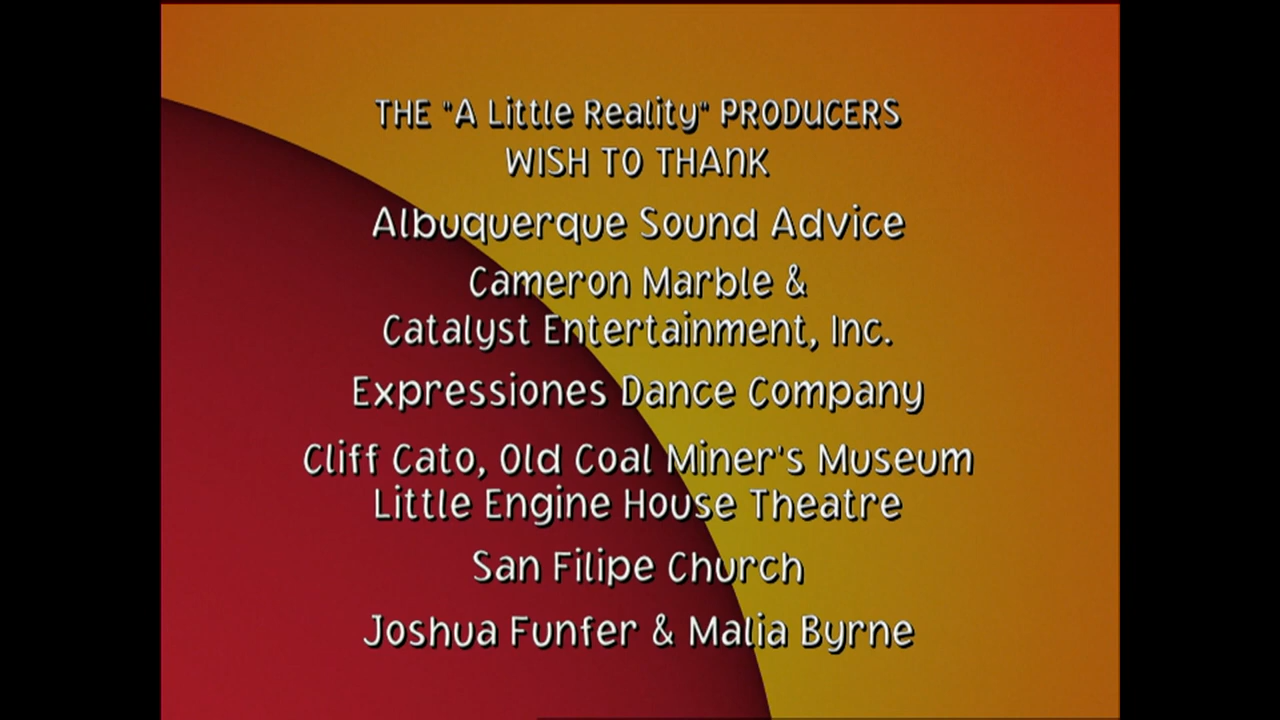 THE "A Little Reality" PRODUCERS
WISH TO THANK
Albuquerque Sound Advice
Cameron Marble &
Catalyst Entertainment, Inc.
Expressiones Dance Company
Cliff Cato, Old Coal Miner's Museum
Little Engine House Theatre
San Filipe Church
Joshua Funfer & Malia Byrne